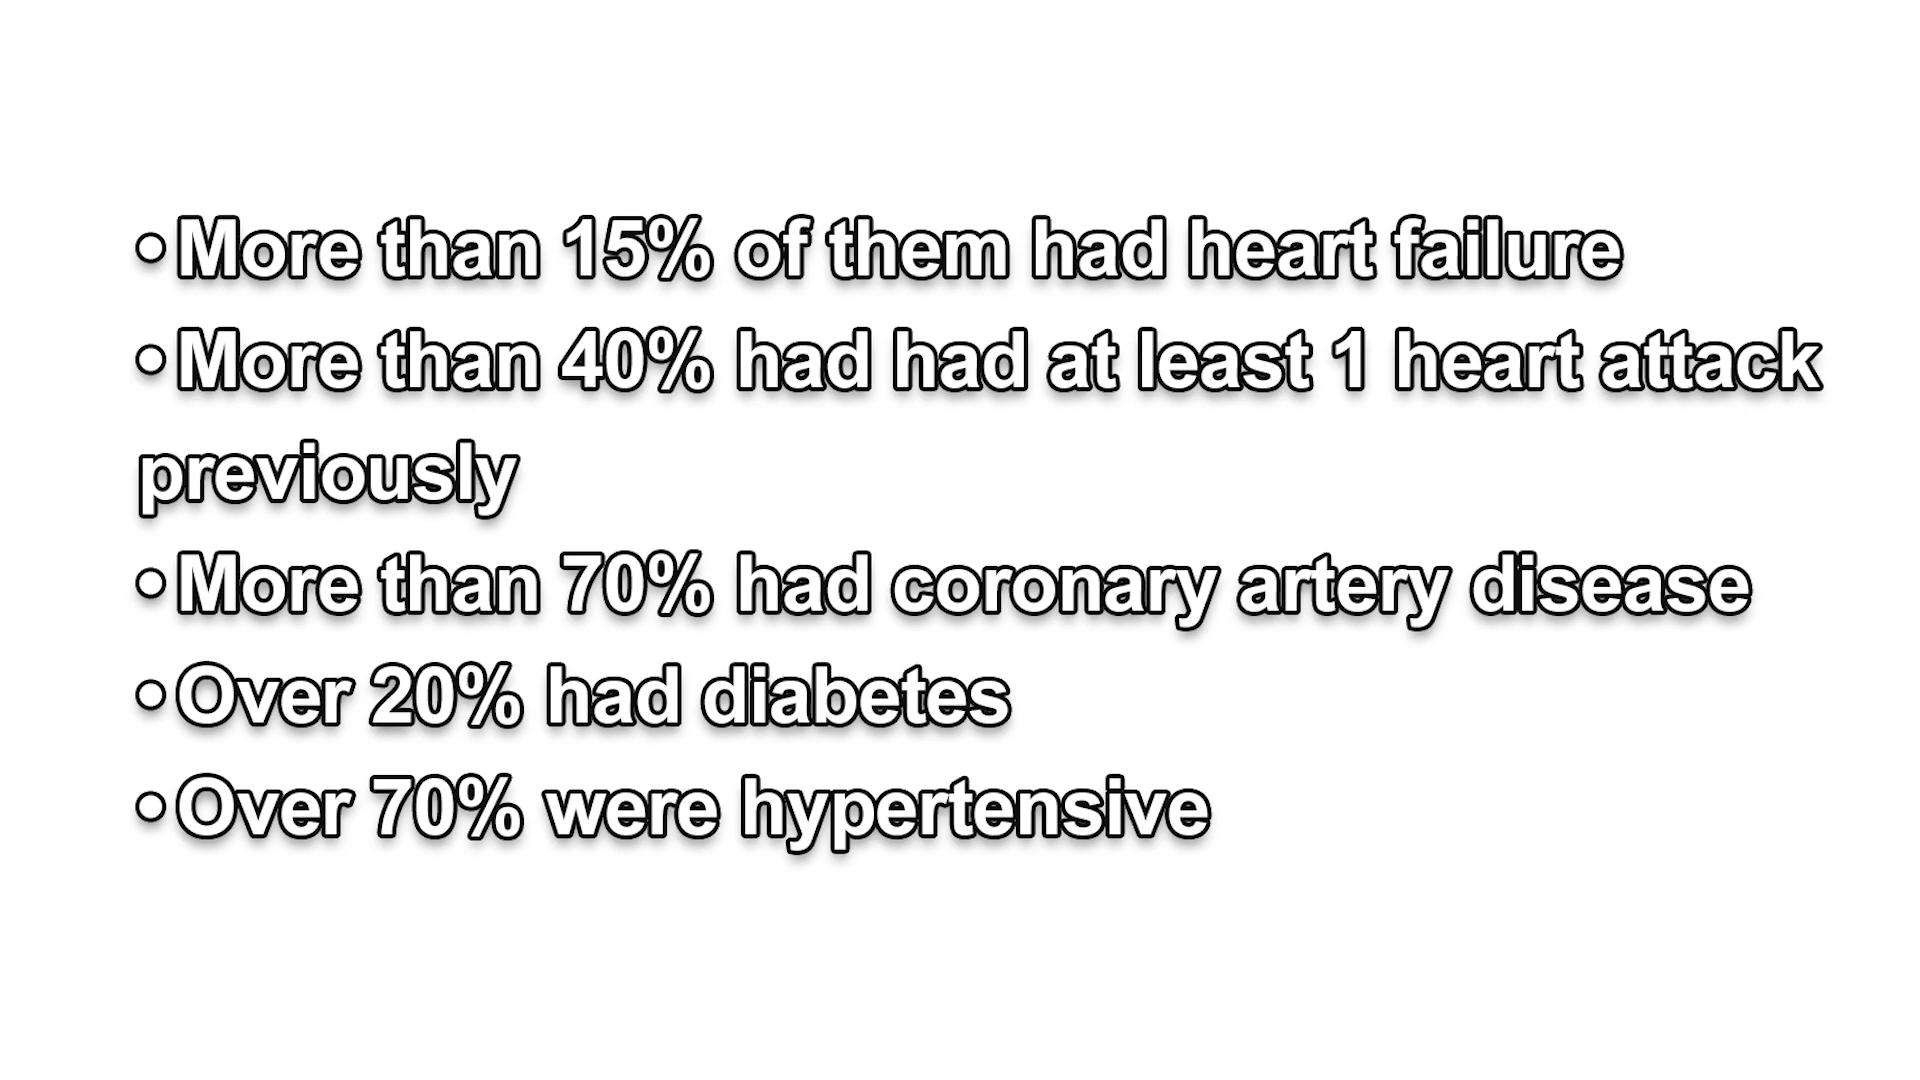 •More than 15% of them had heart failure
•More than 40% had had at least 1 heart attack
previously
•More than 70% had coronary artery disease
•Over 20% had diabetes
•Over 70% were hypertensive